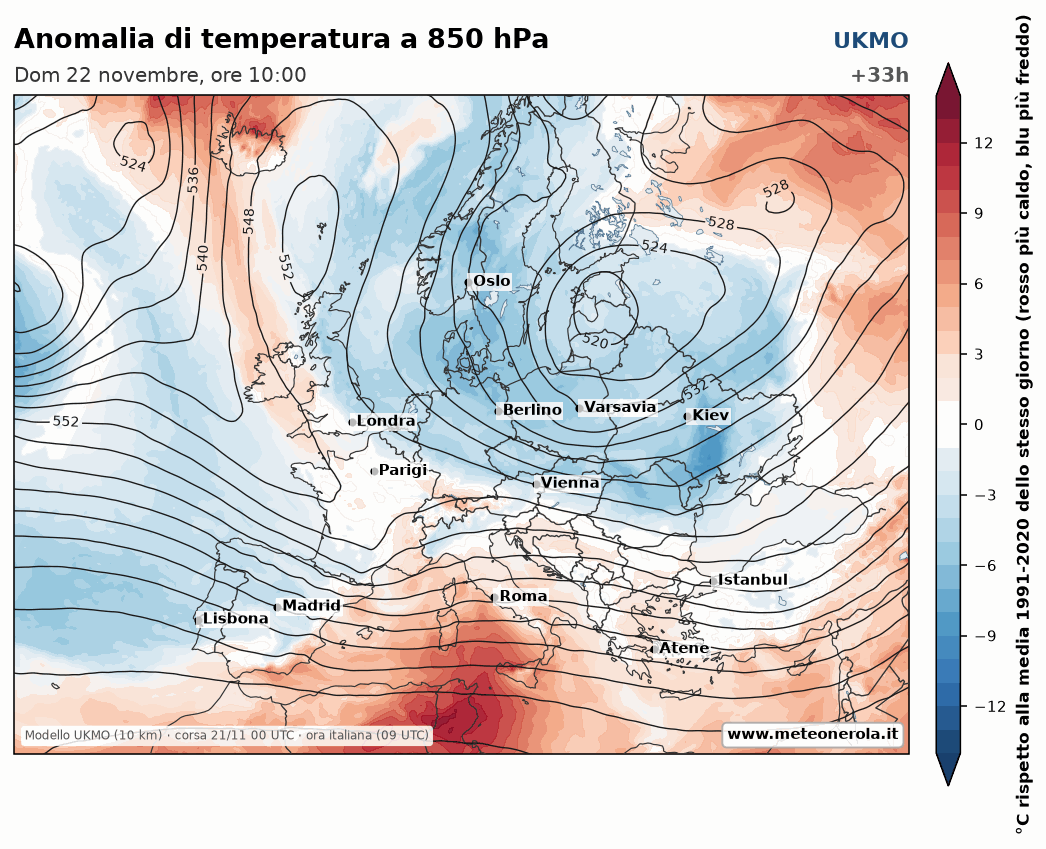 Anomalia di temperatura a 850 hPa
UKMO
Dom 22 novembre, ore 10:00
+33h
524
536
548
540
552
528
528
524
520
532
552
Oslo
Berlino
Varsavia
Kiev
Londra
Parigi
Vienna
Istanbul
Roma
Madrid
Lisbona
Atene
Modello UKMO (10 km) · corsa 21/11 00 UTC · ora italiana (09 UTC)
www.meteonerola.it
12
9
6
3
0
−3
−6
−9
−12
°C rispetto alla media 1991-2020 dello stesso giorno (rosso più caldo, blu più freddo)